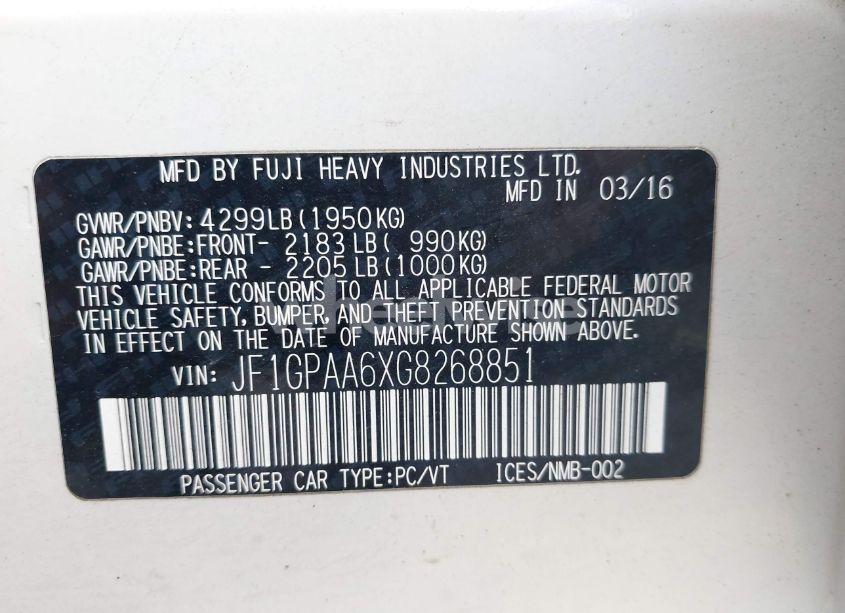 MFD BY FUJI HEAVY INDUSTRIES LTD.
MFD IN 03/16
GVWR/PNBV: 4299LB(1950KG)
GAWR/PNBE:FRONT- 2183LB( 990KG)
GAWR/PNBE:REAR - 2205LB(1000KG)
THIS VEHICLE CONFORMS TO ALL APPLICABLE FEDERAL MOTOR
VEHICLE SAFETY, BUMPER, AND THEFT PREVENTION STANDARDS
IN EFFECT ON THE DATE OF MANUFACTURE SHOWN ABOVE.
VIN: JF1GPAA6XG8268851
PASSENGER CAR TYPE:PC/VT ICES/NMB-002